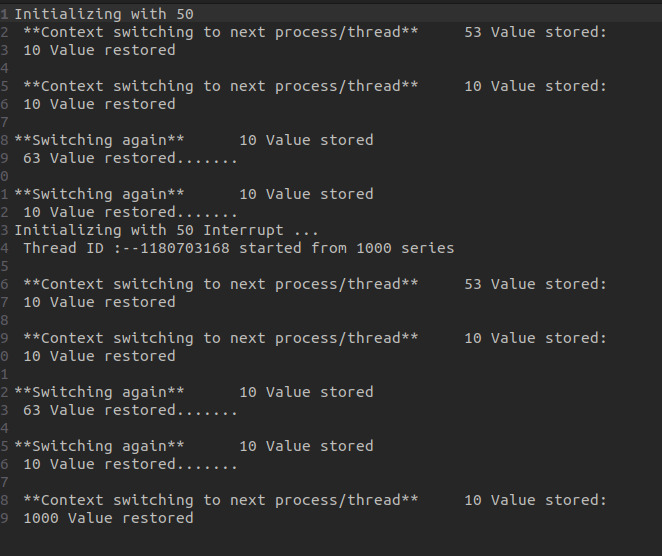 1 Initializing with 50
2  **Context switching to next process/thread**     53 Value stored:
3  10 Value restored
4
5  **Context switching to next process/thread**     10 Value stored:
6  10 Value restored
7
8 **Switching again**      10 Value stored
9  63 Value restored.......
0
1 **Switching again**      10 Value stored
2  10 Value restored.......
3 Initializing with 50 Interrupt ...
4  Thread ID :--1180703168 started from 1000 series
5
6  **Context switching to next process/thread**     53 Value stored:
7  10 Value restored
8
9  **Context switching to next process/thread**     10 Value stored:
0  10 Value restored
1
2 **Switching again**      10 Value stored
3  63 Value restored.......
4
5 **Switching again**      10 Value stored
6  10 Value restored.......
7
8  **Context switching to next process/thread**     10 Value stored:
9  1000 Value restored